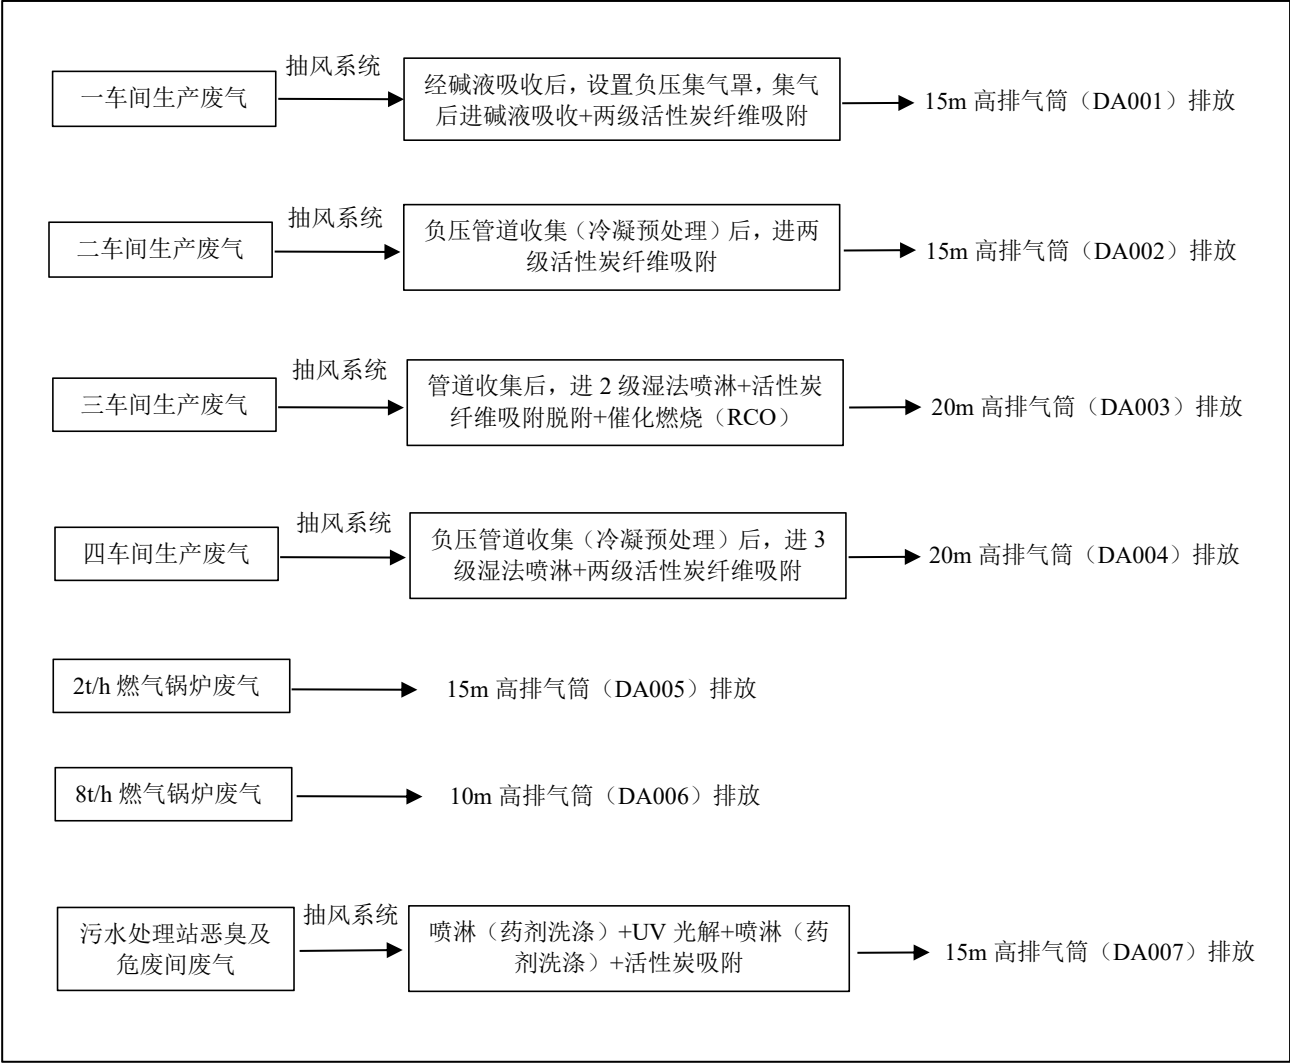 抽风系统
一车间生产废气
经碱液吸收后，设置负压集气罩，集气
后进碱液吸收+两级活性炭纤维吸附
15m 高排气筒（DA001）排放
抽风系统
二车间生产废气
负压管道收集（冷凝预处理）后，进两
级活性炭纤维吸附
15m 高排气筒（DA002）排放
抽风系统
三车间生产废气
管道收集后，进 2 级湿法喷淋+活性炭
纤维吸附脱附+催化燃烧（RCO）
20m 高排气筒（DA003）排放
抽风系统
四车间生产废气
负压管道收集（冷凝预处理）后，进 3
级湿法喷淋+两级活性炭纤维吸附
20m 高排气筒（DA004）排放
2t/h 燃气锅炉废气
15m 高排气筒（DA005）排放
8t/h 燃气锅炉废气
10m 高排气筒（DA006）排放
抽风系统
污水处理站恶臭及
危废间废气
喷淋（药剂洗涤）+UV 光解+喷淋（药
剂洗涤）+活性炭吸附
15m 高排气筒（DA007）排放